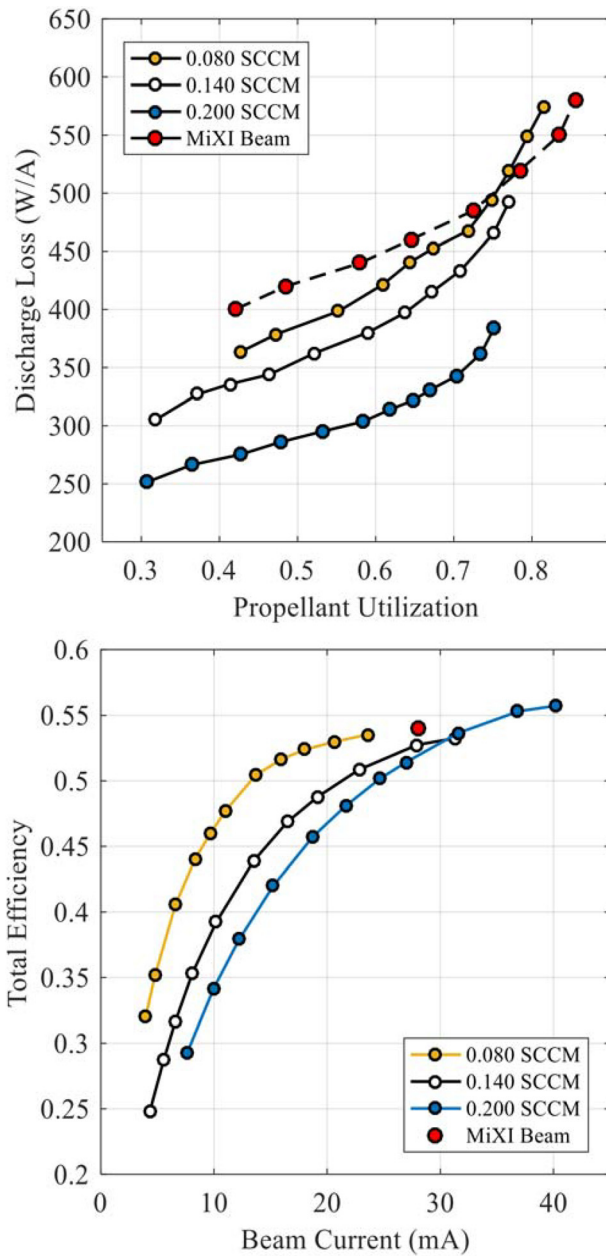 650
600
550
500
450
400
350
300
250
200
Discharge Loss (W/A)
0.080 SCCM
0.140 SCCM
0.200 SCCM
MiXI Beam
0.3 0.4 0.5 0.6 0.7 0.8
Propellant Utilization
0.6
0.55
0.5
0.45
0.4
0.35
0.3
0.25
0.2
Total Efficiency
0.080 SCCM
0.140 SCCM
0.200 SCCM
MiXI Beam
0 10 20 30 40
Beam Current (mA)